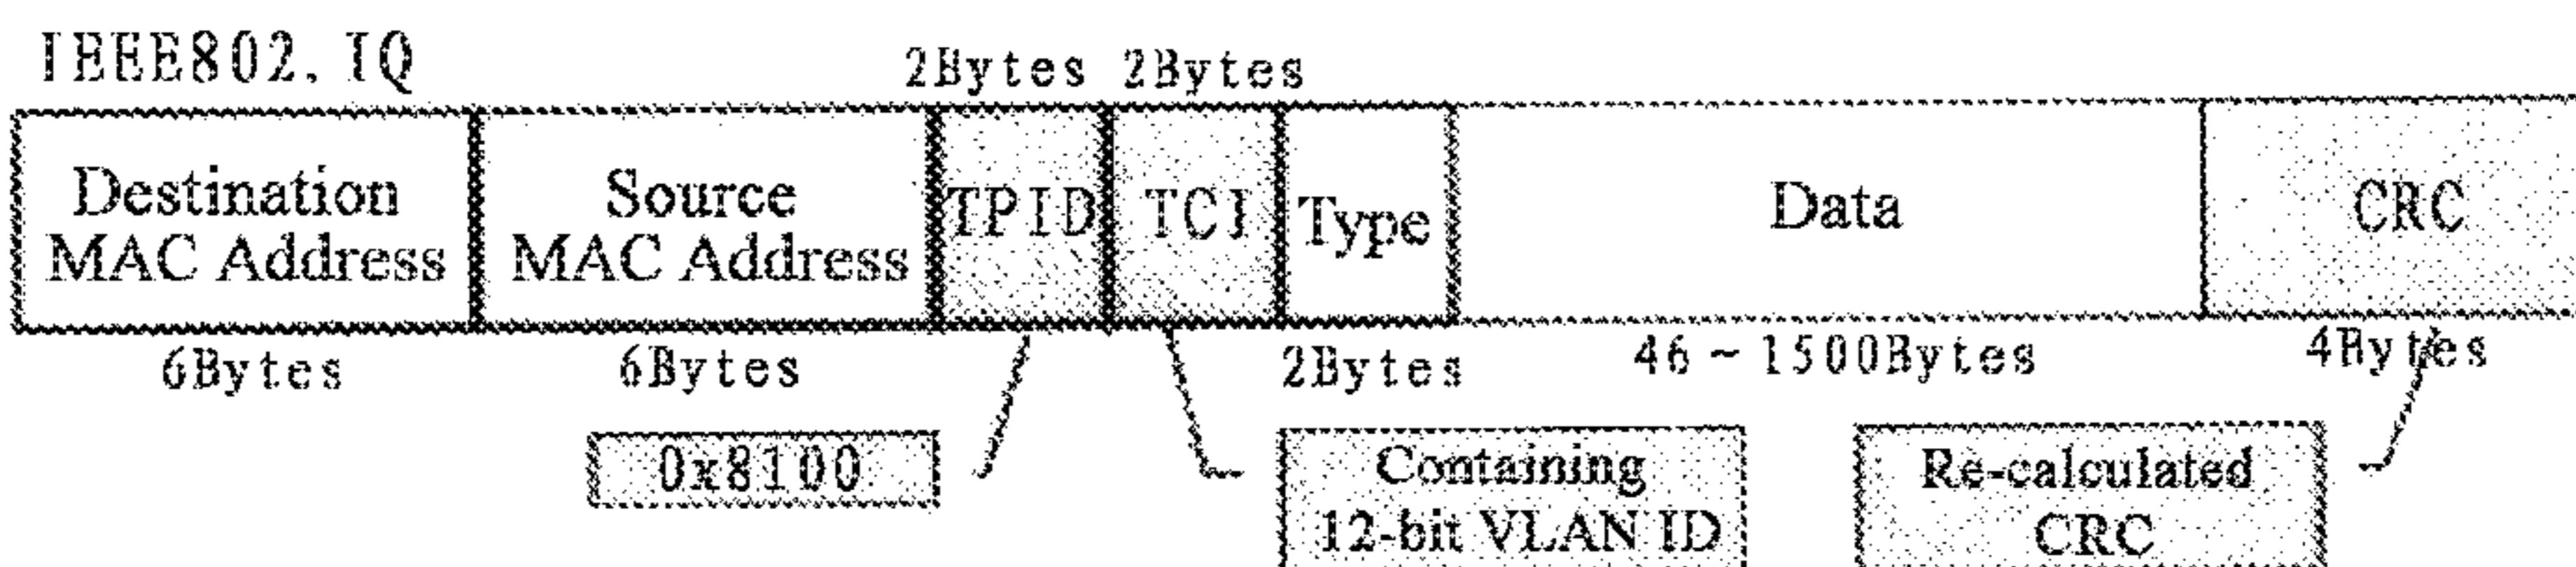 IEEE802.1Q
2Bytes 2Bytes
Destination
MAC Address
Source
MAC Address
TPID
TCI
Type
Data
CRC
6Bytes
6Bytes
2Bytes
46~1500Bytes
4Bytes
0x8100
Containing
12-bit VLAN ID
Re-calculated
CRC